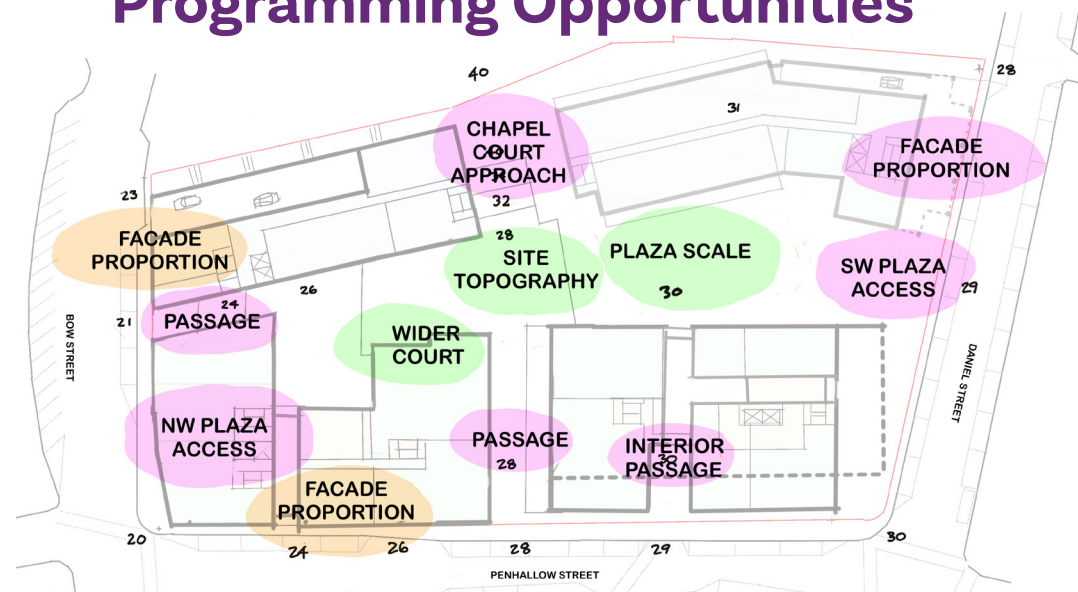 Programming Opportunities
40
28
31
CHAPEL
COURT
APPROACH
32
FACADE
PROPORTION
23
FACADE
PROPORTION
28
SITE
TOPOGRAPHY
PLAZA SCALE
30
SW PLAZA
ACCESS
29
26
24
PASSAGE
21
BOW STREET
WIDER
COURT
DANIEL STREET
NW PLAZA
ACCESS
PASSAGE
28
INTERIOR
30
PASSAGE
FACADE
PROPORTION
20
24
26
28
29
30
PENHALLOW STREET